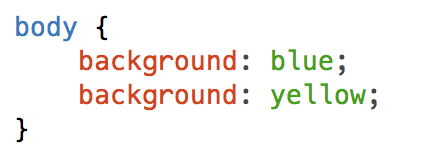 body {
    background: blue;
    background: yellow;
}